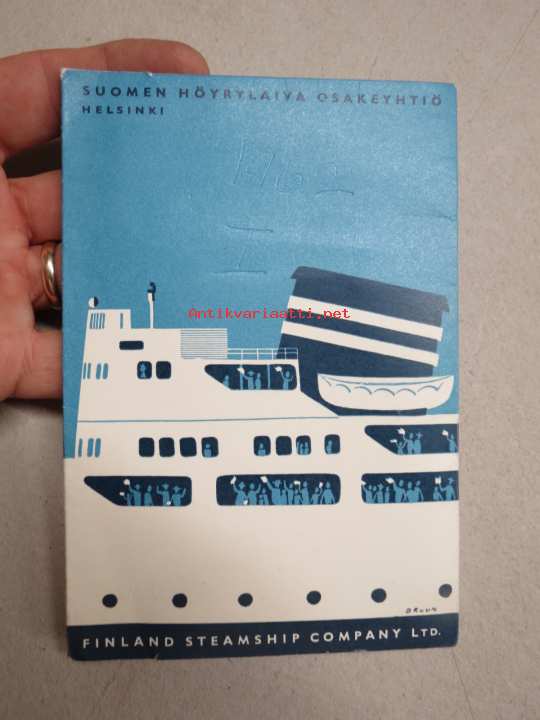 SUOMEN HÖYRYLAIVA OSAKEYHTIÖ
HELSINKI
Antikvariaatti.net
BRUUN
FINLAND STEAMSHIP COMPANY LTD.